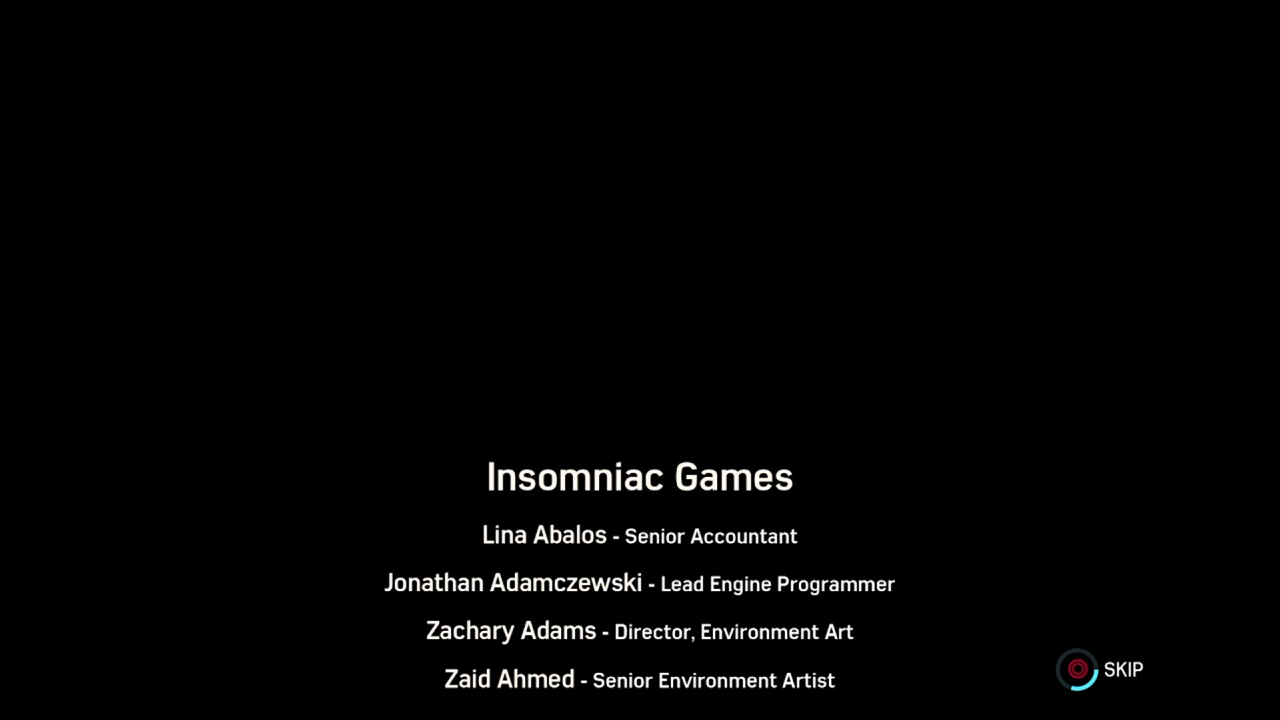 Insomniac Games
Lina Abalos - Senior Accountant
Jonathan Adamczewski - Lead Engine Programmer
Zachary Adams - Director, Environment Art
Zaid Ahmed - Senior Environment Artist
SKIP